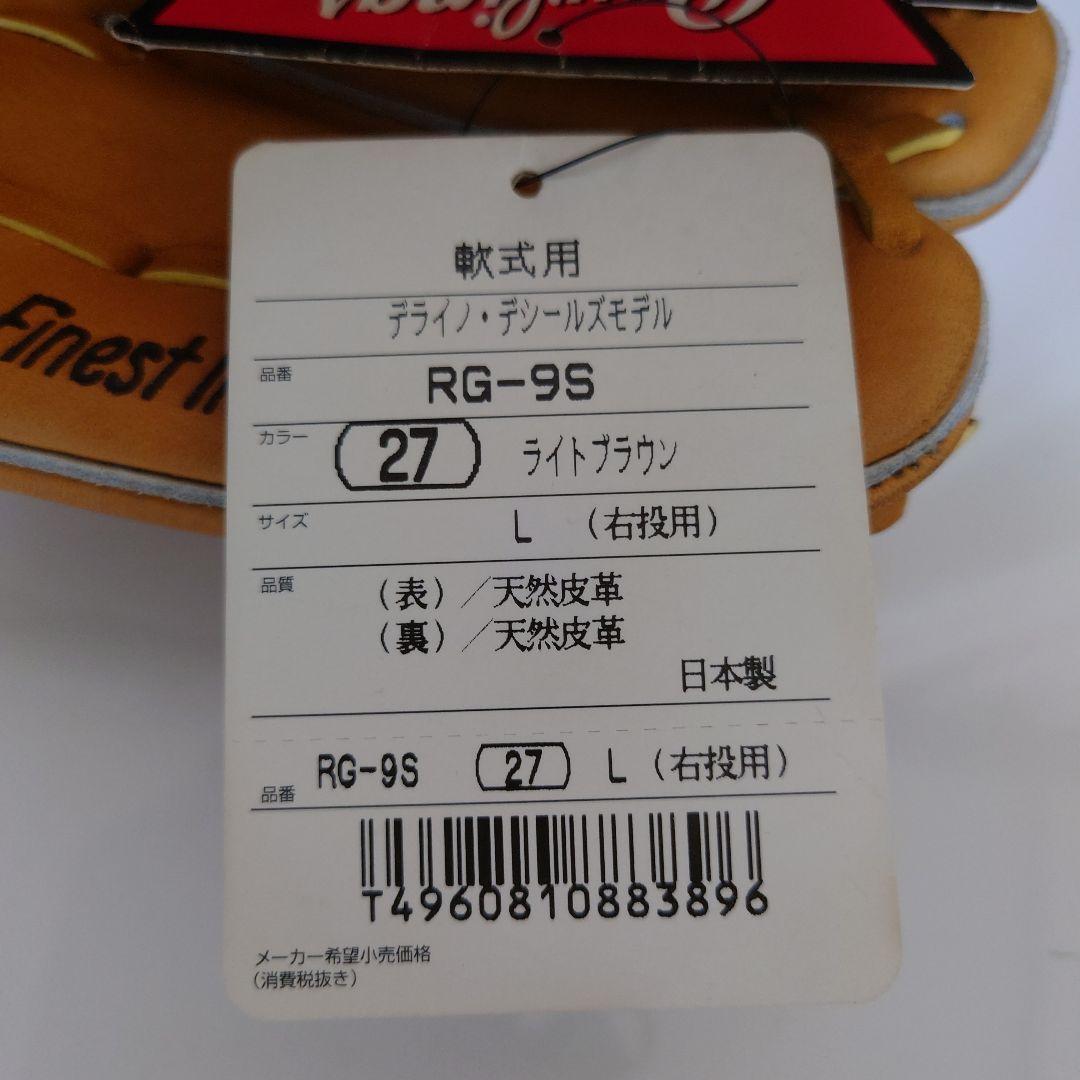 Rawlings
Finest
軟式用
デライノ・デシールズモデル
品番 RG-9S
カラー 27 ライトブラウン
サイズ L (右投用)
品質 (表)/天然皮革
(裏)/天然皮革
日本製
品番 RG-9S 27 L (右投用)
T4960810883896
メーカー希望小売価格
(消費税抜き)